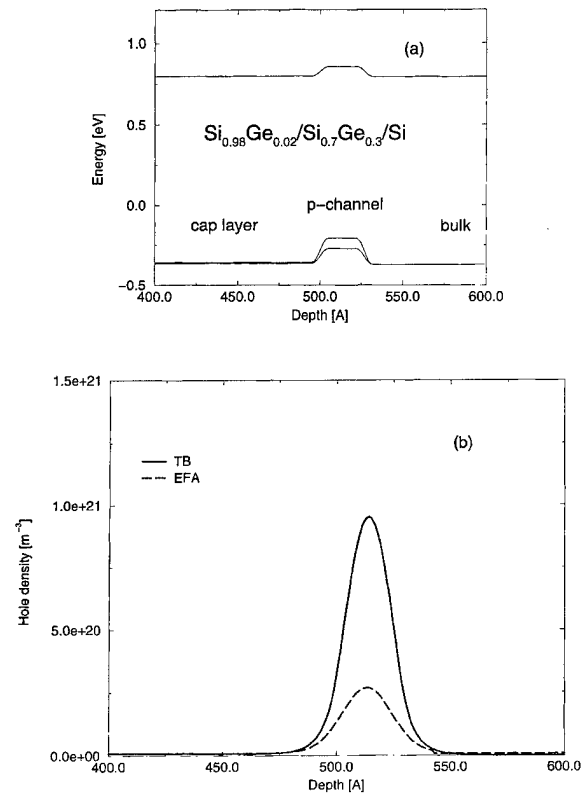 (a)
1.0
0.5
0.0
−0.5
Energy [eV]
Si0.98Ge0.02/Si0.7Ge0.3/Si
p−channel
cap layer
bulk
400.0 450.0 500.0 550.0 600.0
Depth [A]
(b)
1.5e+21
1.0e+21
5.0e+20
0.0e+00
Hole density [m−3]
TB
EFA
400.0 450.0 500.0 550.0 600.0
Depth [A]